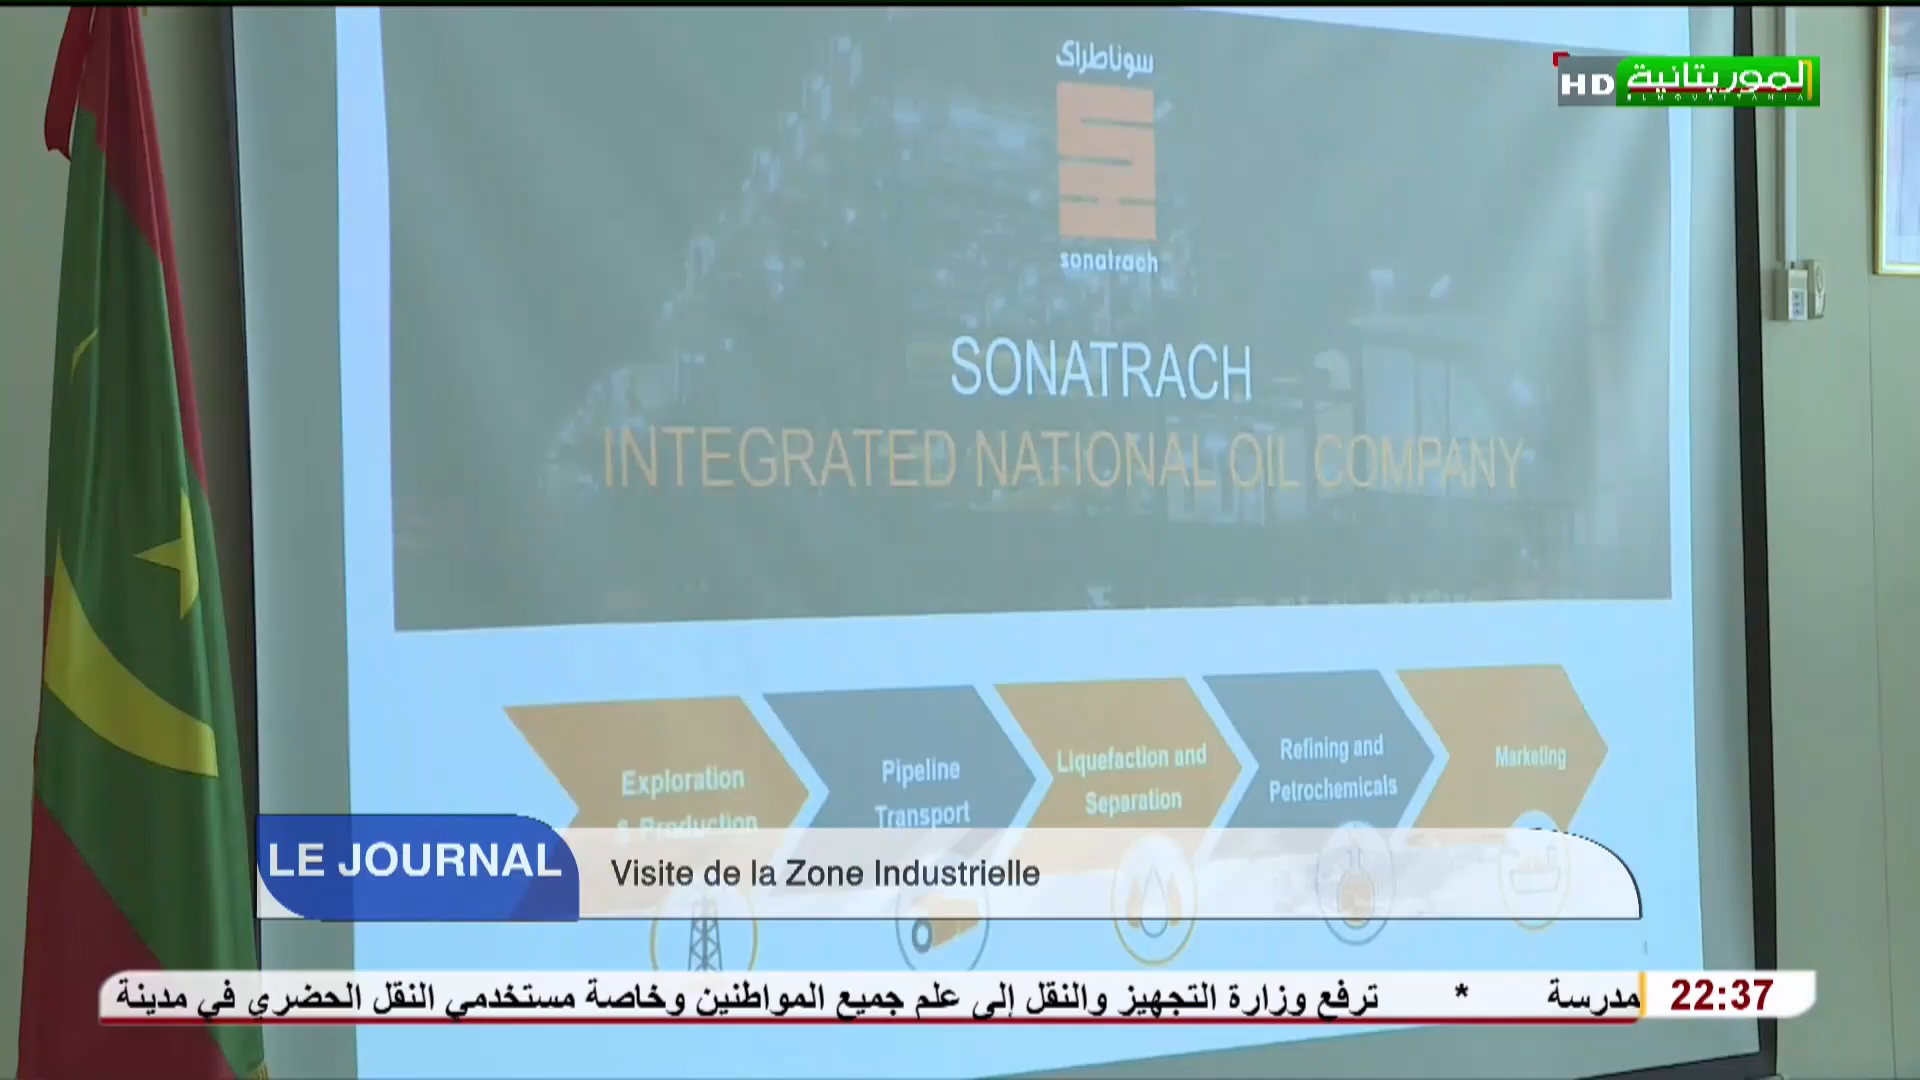 سوناطراك
sonatrach
HD الموريتانية
ELMOURITANIA
SONATRACH
INTEGRATED NATIONAL OIL COMPANY
Exploration
& Production
Pipeline
Transport
Liquefaction and
Separation
Refining and
Petrochemicals
Marketing
LE JOURNAL
Visite de la Zone Industrielle
مدرسة * ترفع وزارة التجهيز والنقل إلى علم جميع المواطنين وخاصة مستخدمي النقل الحضري في مدينة
22:37